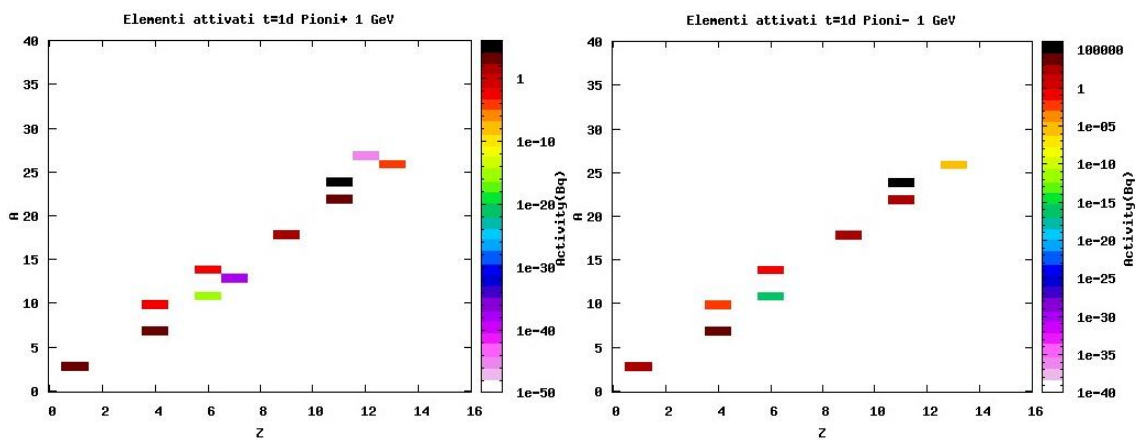 Elementi attivati t=1d Pioni+ 1 GeV
40
35
30
25
20
15
10
5
0
A
0 2 4 6 8 10 12 14 16
Z
1
1e-10
1e-20
1e-30
1e-40
1e-50
Activity(Bq)
Elementi attivati t=1d Pioni- 1 GeV
40
35
30
25
20
15
10
5
0
A
0 2 4 6 8 10 12 14 16
Z
100000
1
1e-05
1e-10
1e-15
1e-20
1e-25
1e-30
1e-35
1e-40
Activity(Bq)